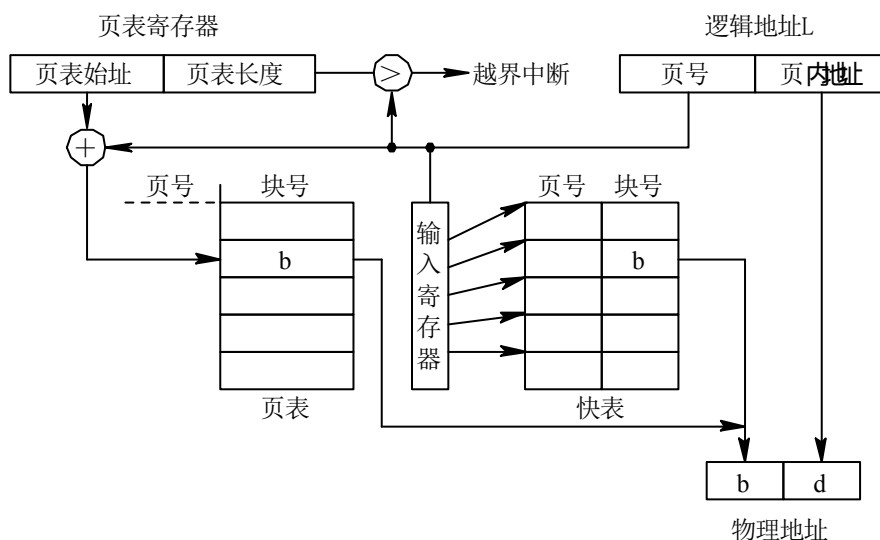 页表寄存器
逻辑地址L
页表始址
页表长度
>
越界中断
页号
页内地址
+
页号
块号
页号
块号
输入寄存器
b
b
页表
快表
b
d
物理地址